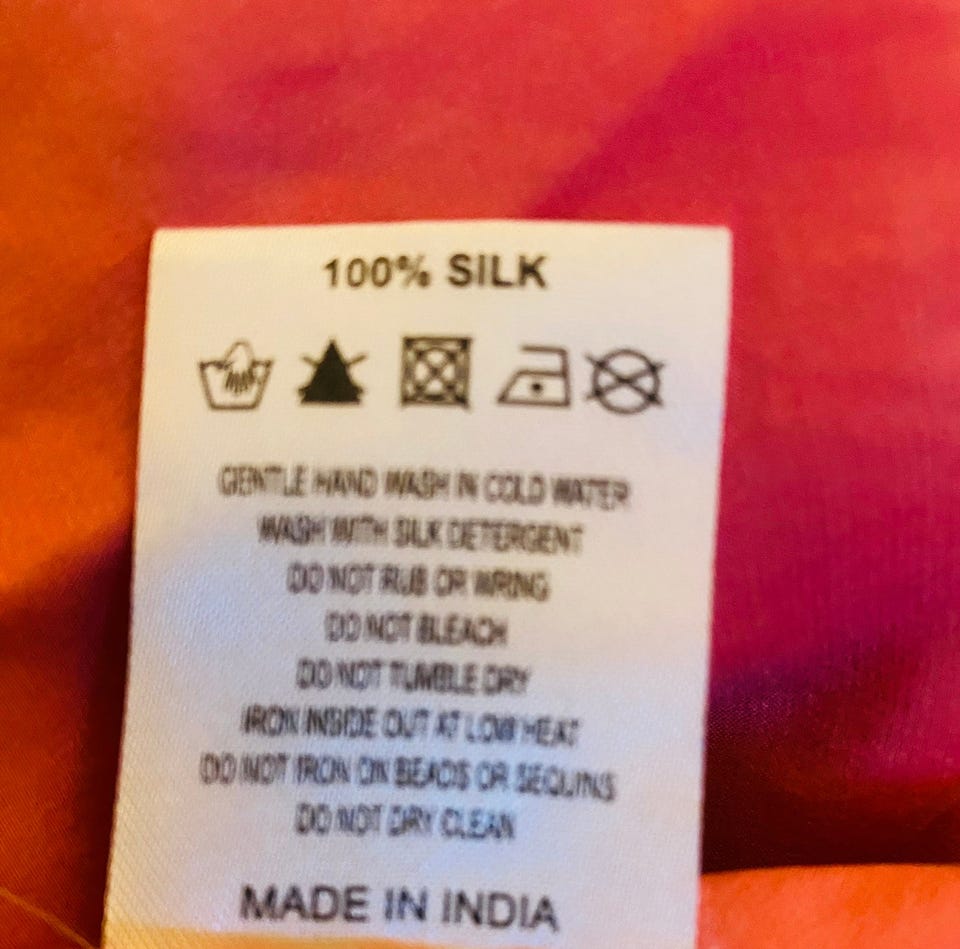 100% SILK
GENTLE HAND WASH IN COLD WATER
WASH WITH SILK DETERGENT
DO NOT RUB OR WRING
DO NOT BLEACH
DO NOT TUMBLE DRY
IRON INSIDE OUT AT LOW HEAT
DO NOT IRON ON BEADS OR SEQUINS
DO NOT DRY CLEAN
MADE IN INDIA